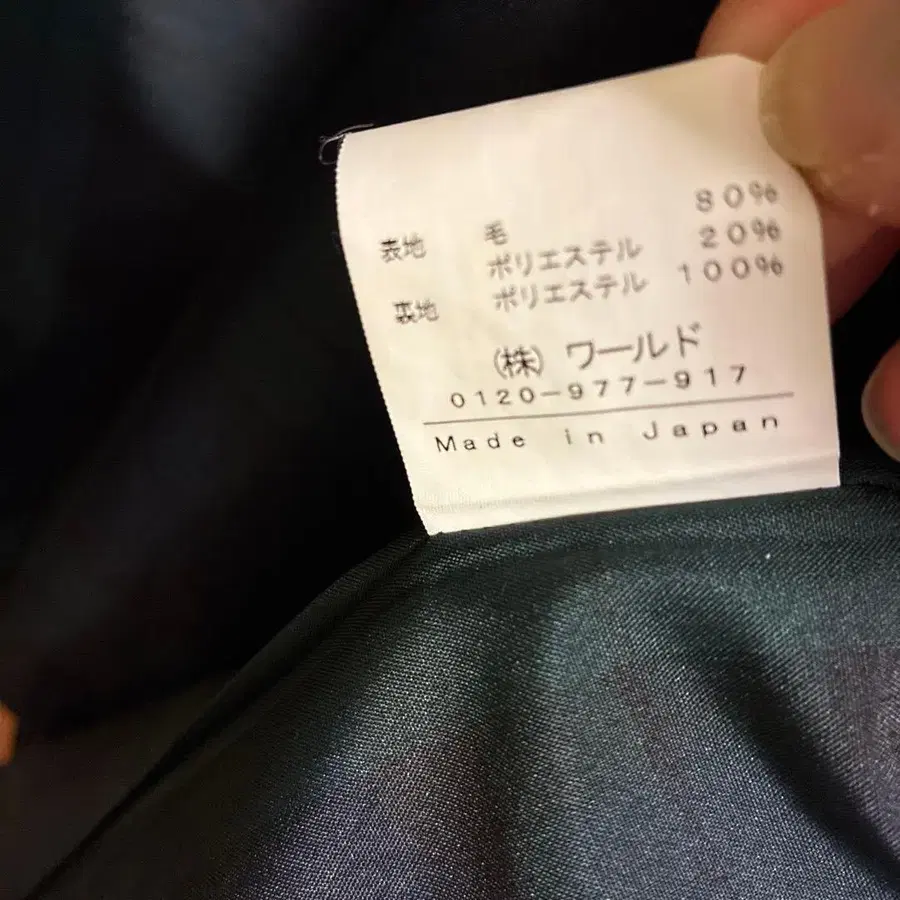 表地 毛 80%
ポリエステル 20%
裏地 ポリエステル 100%
(株) ワールド
0120-977-917
Made in Japan